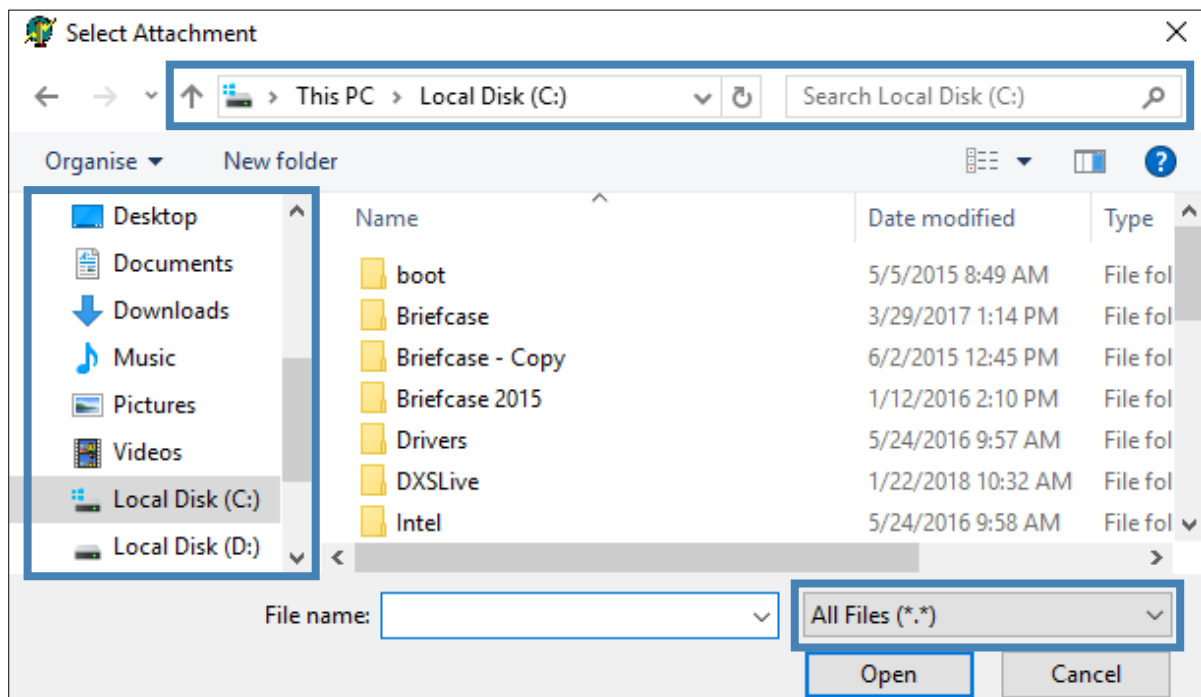 Select Attachment
This PC > Local Disk (C:) Search Local Disk (C:)
Organise New folder ?
Desktop
Documents
Downloads
Music
Pictures
Videos
Local Disk (C:)
Local Disk (D:)
Name Date modified Type
boot 5/5/2015 8:49 AM File fol
Briefcase 3/29/2017 1:14 PM File fol
Briefcase - Copy 6/2/2015 12:45 PM File fol
Briefcase 2015 1/12/2016 2:10 PM File fol
Drivers 5/24/2016 9:57 AM File fol
DXSLive 1/22/2018 10:32 AM File fol
Intel 5/24/2016 9:58 AM File fol
File name: All Files (*.*)
Open Cancel